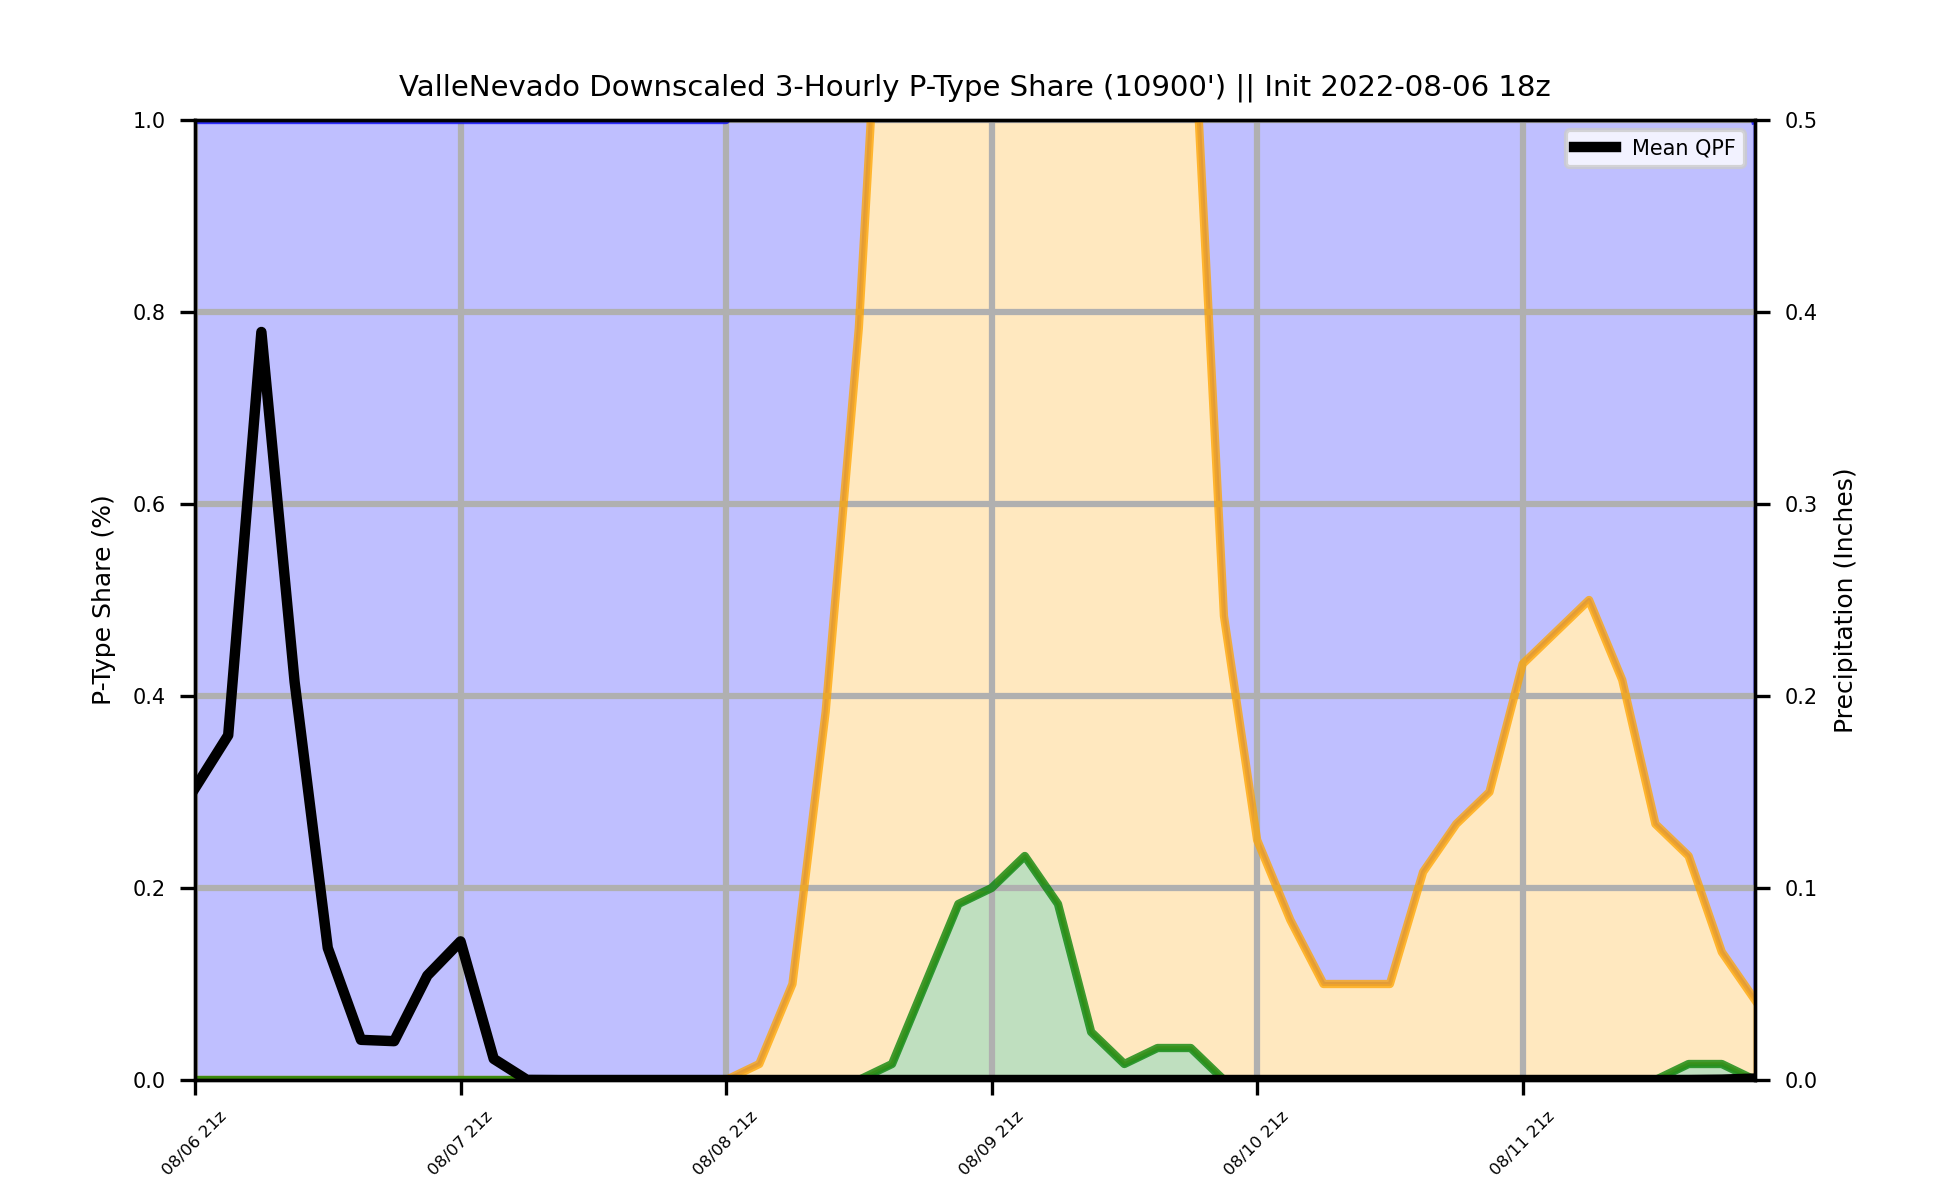 ValleNevado Downscaled 3-Hourly P-Type Share (10900') || Init 2022-08-06 18z
1.0
0.8
0.6
0.4
0.2
0.0
P-Type Share (%)
Mean QPF
0.5
0.4
0.3
0.2
0.1
0.0
Precipitation (Inches)
08/06 21z
08/07 21z
08/08 21z
08/09 21z
08/10 21z
08/11 21z